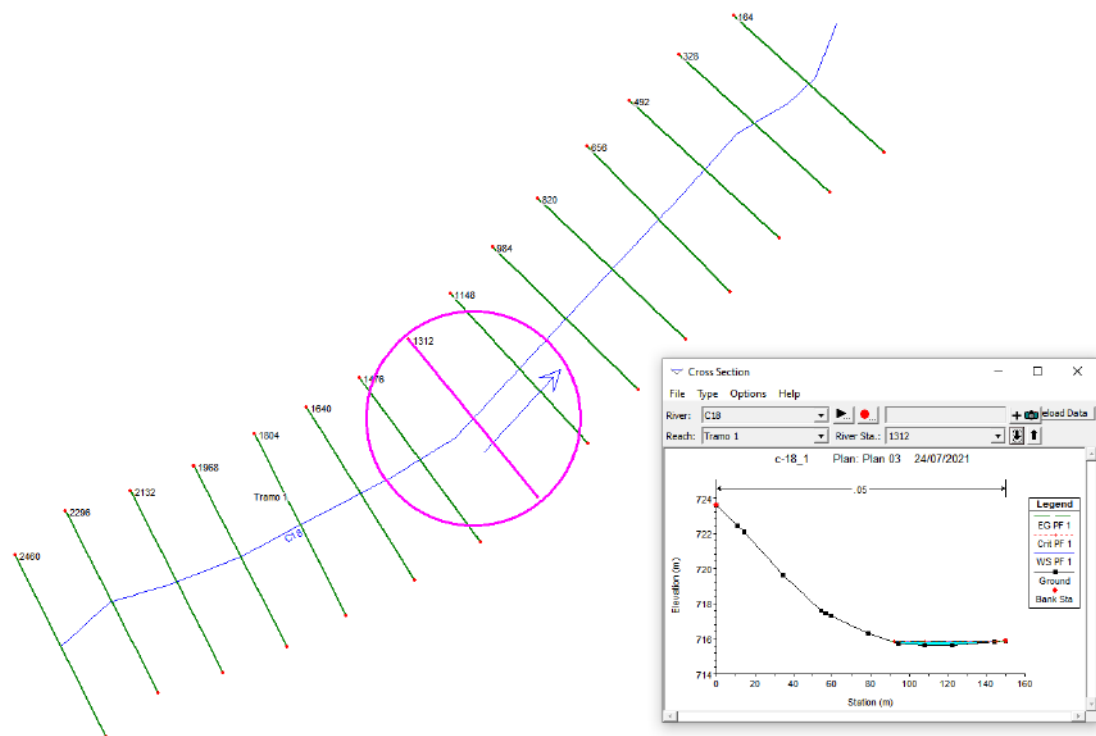 164
328
492
656
820
984
1148
1312
1476
1640
1804
1968
2132
2296
2460
Tramo 1
C18
Cross Section
File Type Options Help
River: C18 eload Data
Reach: Tramo 1 River Sta.: 1312
c-18_1 Plan: Plan 03 24/07/2021
.05
724
722
720
718
716
714
Elevation (m)
0 20 40 60 80 100 120 140 160
Station (m)
Legend
EG PF 1
Crit PF 1
WS PF 1
Ground
Bank Sta